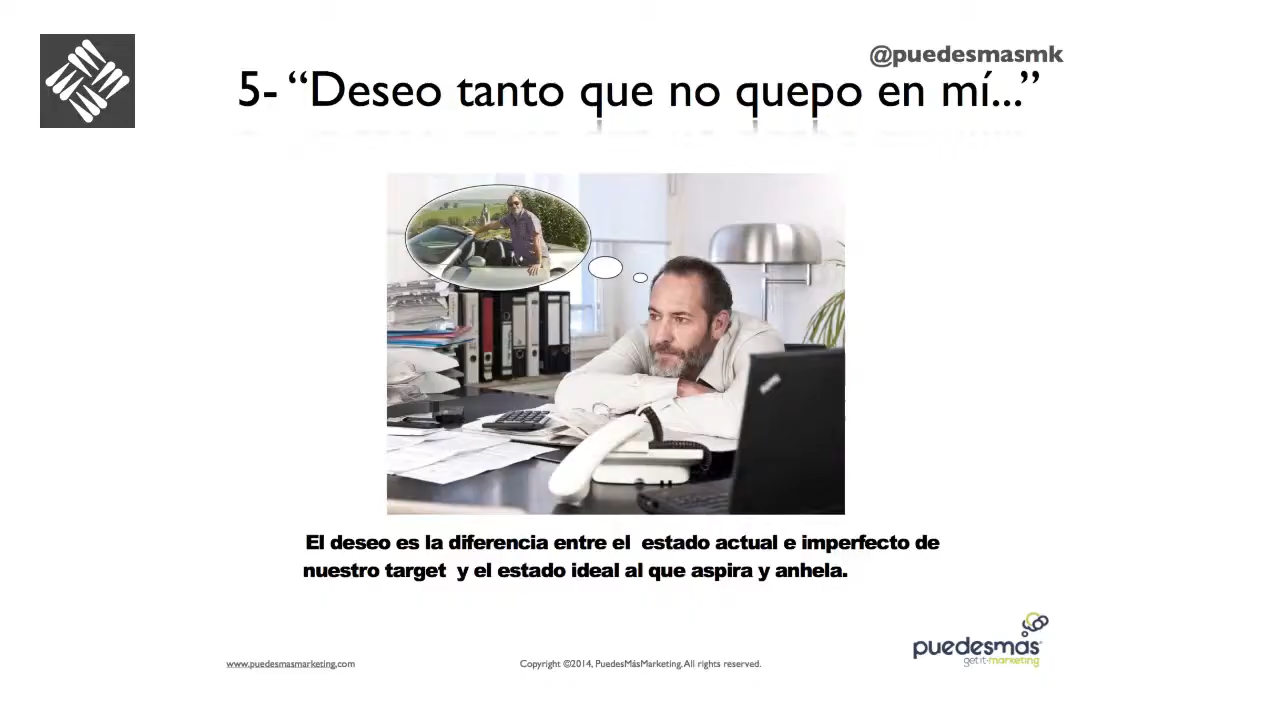 @puedesmasmk
5- “Deseo tanto que no quepo en mí...”
El deseo es la diferencia entre el estado actual e imperfecto de
nuestro target y el estado ideal al que aspira y anhela.
www.puedesmasmarketing.com
Copyright ©2014, PuedesMásMarketing. All rights reserved.
puedesmás
get it-marketing